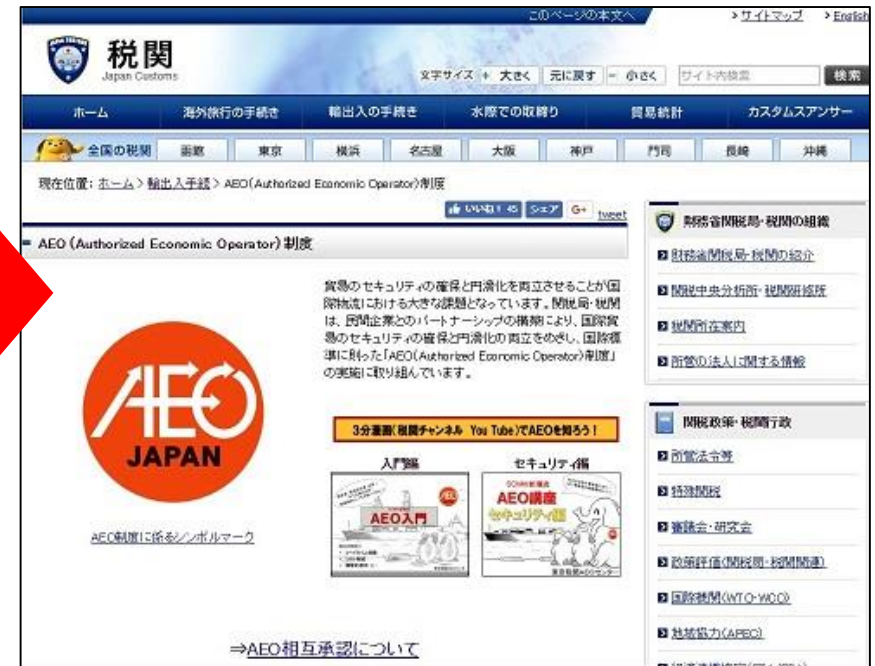 このページの本文へ
サイトマップ
English
税関
Japan Customs
文字サイズ + 大きく 元に戻す - 小さく
サイト内検索
検索
ホーム 海外旅行の手続き 輸出入の手続き 水際での取締り 貿易統計 カスタムスアンサー
全国の税関 函館 東京 横浜 名古屋 大阪 神戸 門司 長崎 沖縄
現在位置: ホーム > 輸出入手続 > AEO(Authorized Economic Operator)制度
いいね! 45 シェア G+ tweet
AEO (Authorized Economic Operator) 制度
貿易のセキュリティの確保と円滑化を両立させることが国
際物流における大きな課題となっています。関税局・税関
は、民間企業とのパートナーシップの構築により、国際貿
易のセキュリティの確保と円滑化の両立をめざし、国際標
準に則った「AEO(Authorized Economic Operator)制度」
の実施に取り組んでいます。
AEO
JAPAN
AEO制度に係るシンボルマーク
3分動画(税関チャンネル You Tube)でAEOを知ろう!
入門編
セキュリティ編
AEO入門
AEO講座
セキュリティ編
東京税関AEOセンター
⇒AEO相互承認について
財務省関税局・税関の組織
財務省関税局・税関の紹介
関税中央分析所・税関研修所
税関所在案内
所管の法人に関する情報
関税政策・税関行政
所管法令等
特殊関税
審議会・研究会
政策評価(関税局・税関関連)
国際機関(WTO・WCO)
地域協力(APEC)